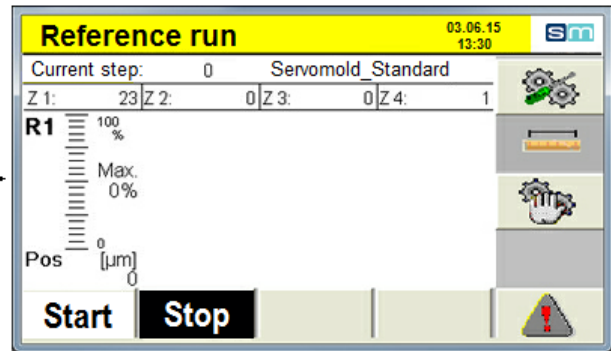 Reference run
03.06.15
13:30
sm
Current step: 0 Servomold_Standard
Z 1: 23 Z 2: 0 Z 3: 0 Z 4: 1
R1 100
%
Max.
0%
0
Pos [µm]
0
Start Stop